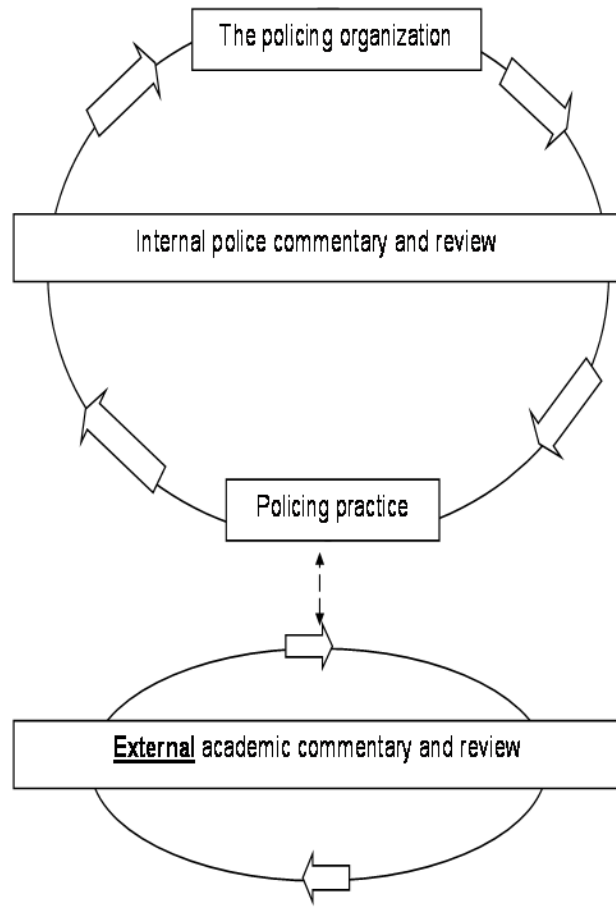 The policing organization
Internal police commentary and review
Policing practice
External academic commentary and review